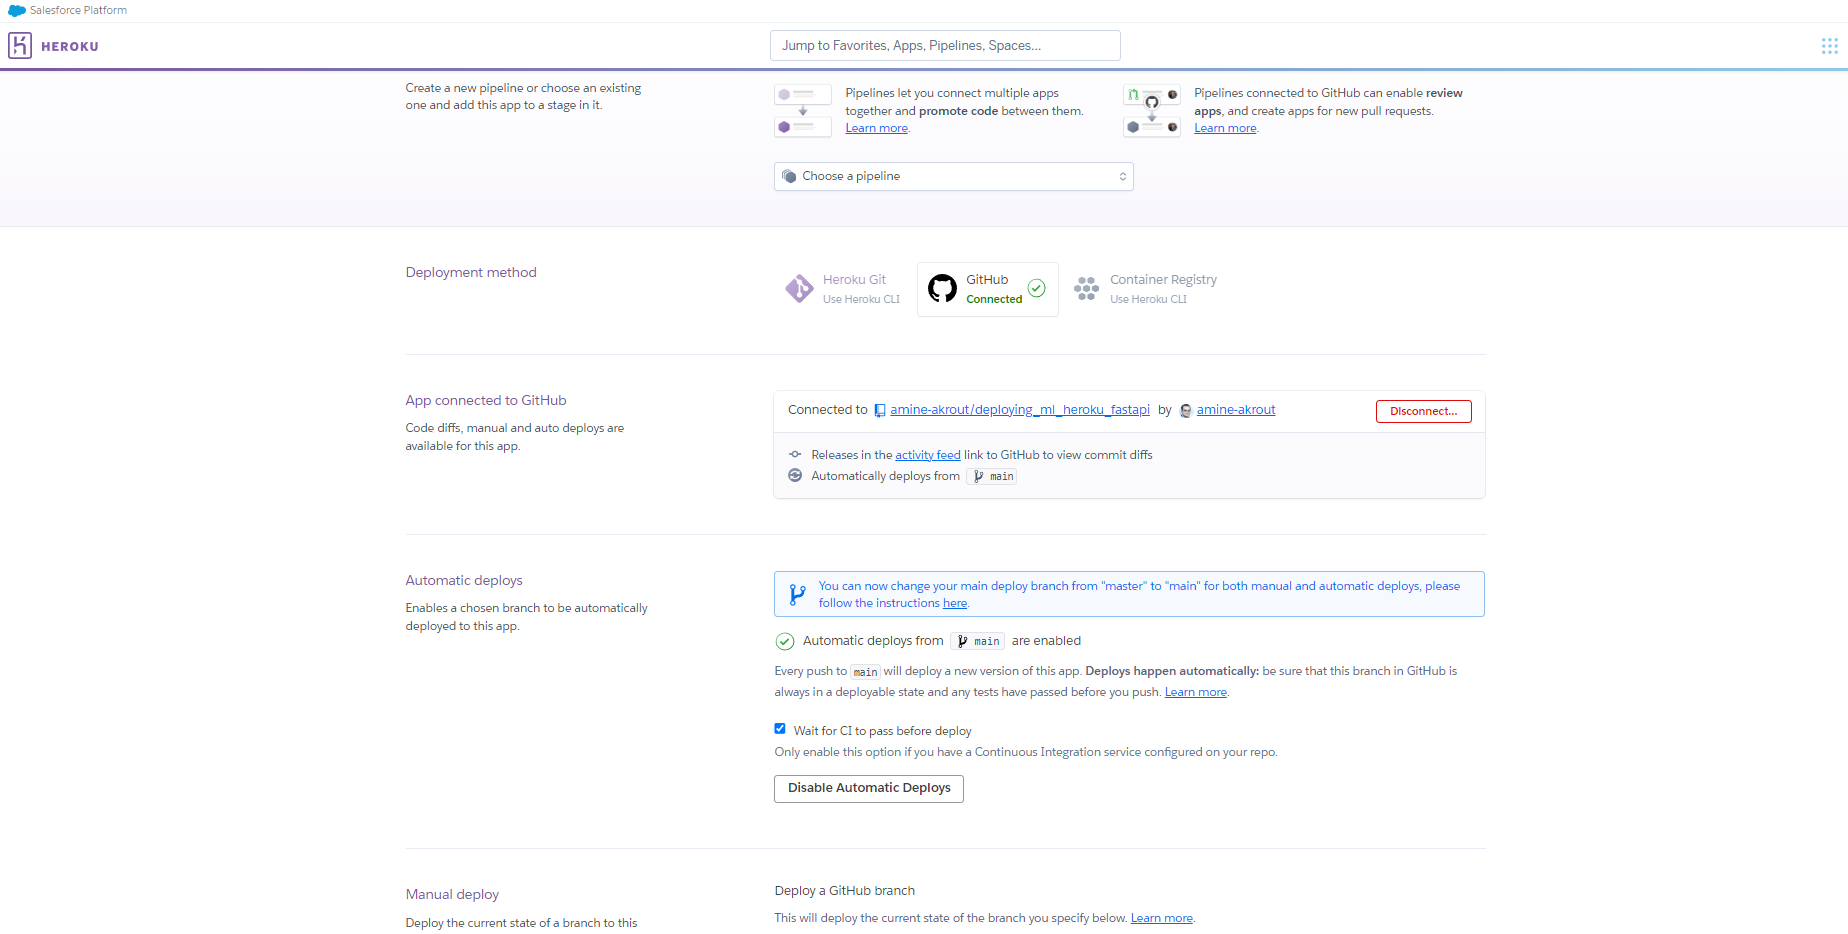 Salesforce Platform
HEROKU
Jump to Favorites, Apps, Pipelines, Spaces...
Create a new pipeline or choose an existing
one and add this app to a stage in it.
Pipelines let you connect multiple apps
together and promote code between them.
Learn more.
Pipelines connected to GitHub can enable review
apps, and create apps for new pull requests.
Learn more.
Choose a pipeline
Deployment method
Heroku Git
Use Heroku CLI
GitHub
Connected
Container Registry
Use Heroku CLI
App connected to GitHub
Code diffs, manual and auto deploys are
available for this app.
Connected to amine-akrout/deploying_ml_heroku_fastapi by amine-akrout
Disconnect...
Releases in the activity feed link to GitHub to view commit diffs
Automatically deploys from main
Automatic deploys
Enables a chosen branch to be automatically
deployed to this app.
You can now change your main deploy branch from "master" to "main" for both manual and automatic deploys, please
follow the instructions here.
Automatic deploys from main are enabled
Every push to main will deploy a new version of this app. Deploys happen automatically: be sure that this branch in GitHub is
always in a deployable state and any tests have passed before you push. Learn more.
Wait for CI to pass before deploy
Only enable this option if you have a Continuous Integration service configured on your repo.
Disable Automatic Deploys
Manual deploy
Deploy the current state of a branch to this
Deploy a GitHub branch
This will deploy the current state of the branch you specify below. Learn more.